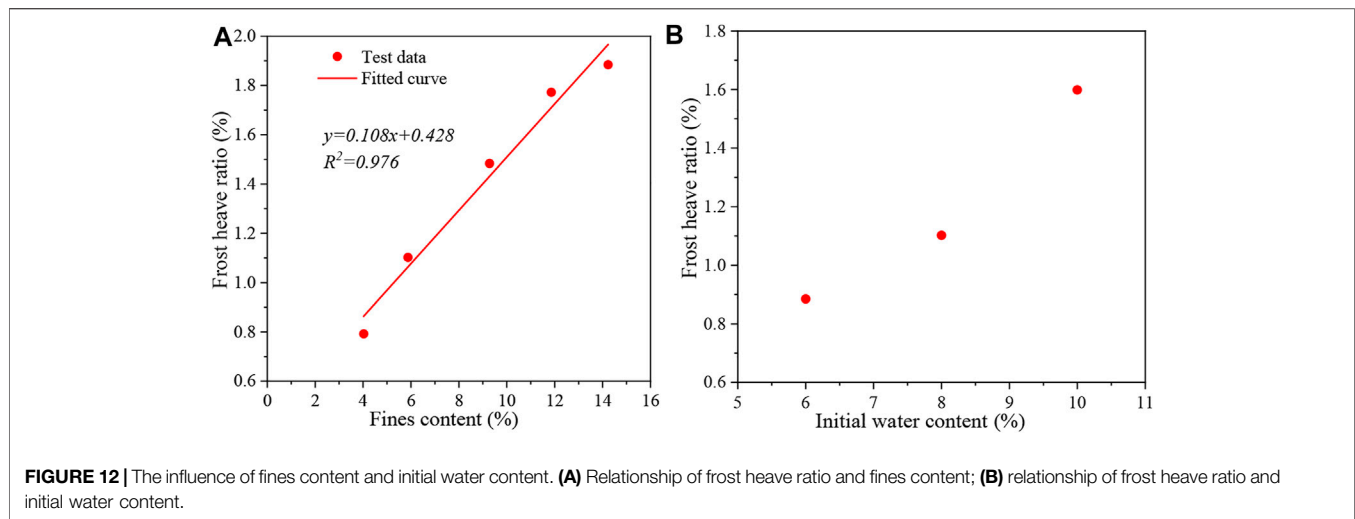 A
2.0
1.8
1.6
1.4
1.2
1.0
0.8
0.6
Frost heave ratio (%)
Test data
Fitted curve
y=0.108x+0.428
R²=0.976
0 2 4 6 8 10 12 14 16
Fines content (%)
B
1.8
1.6
1.4
1.2
1.0
0.8
0.6
Frost heave ratio (%)
5 6 7 8 9 10 11
Initial water content (%)
FIGURE 12 | The influence of fines content and initial water content. (A) Relationship of frost heave ratio and fines content; (B) relationship of frost heave ratio and
initial water content.